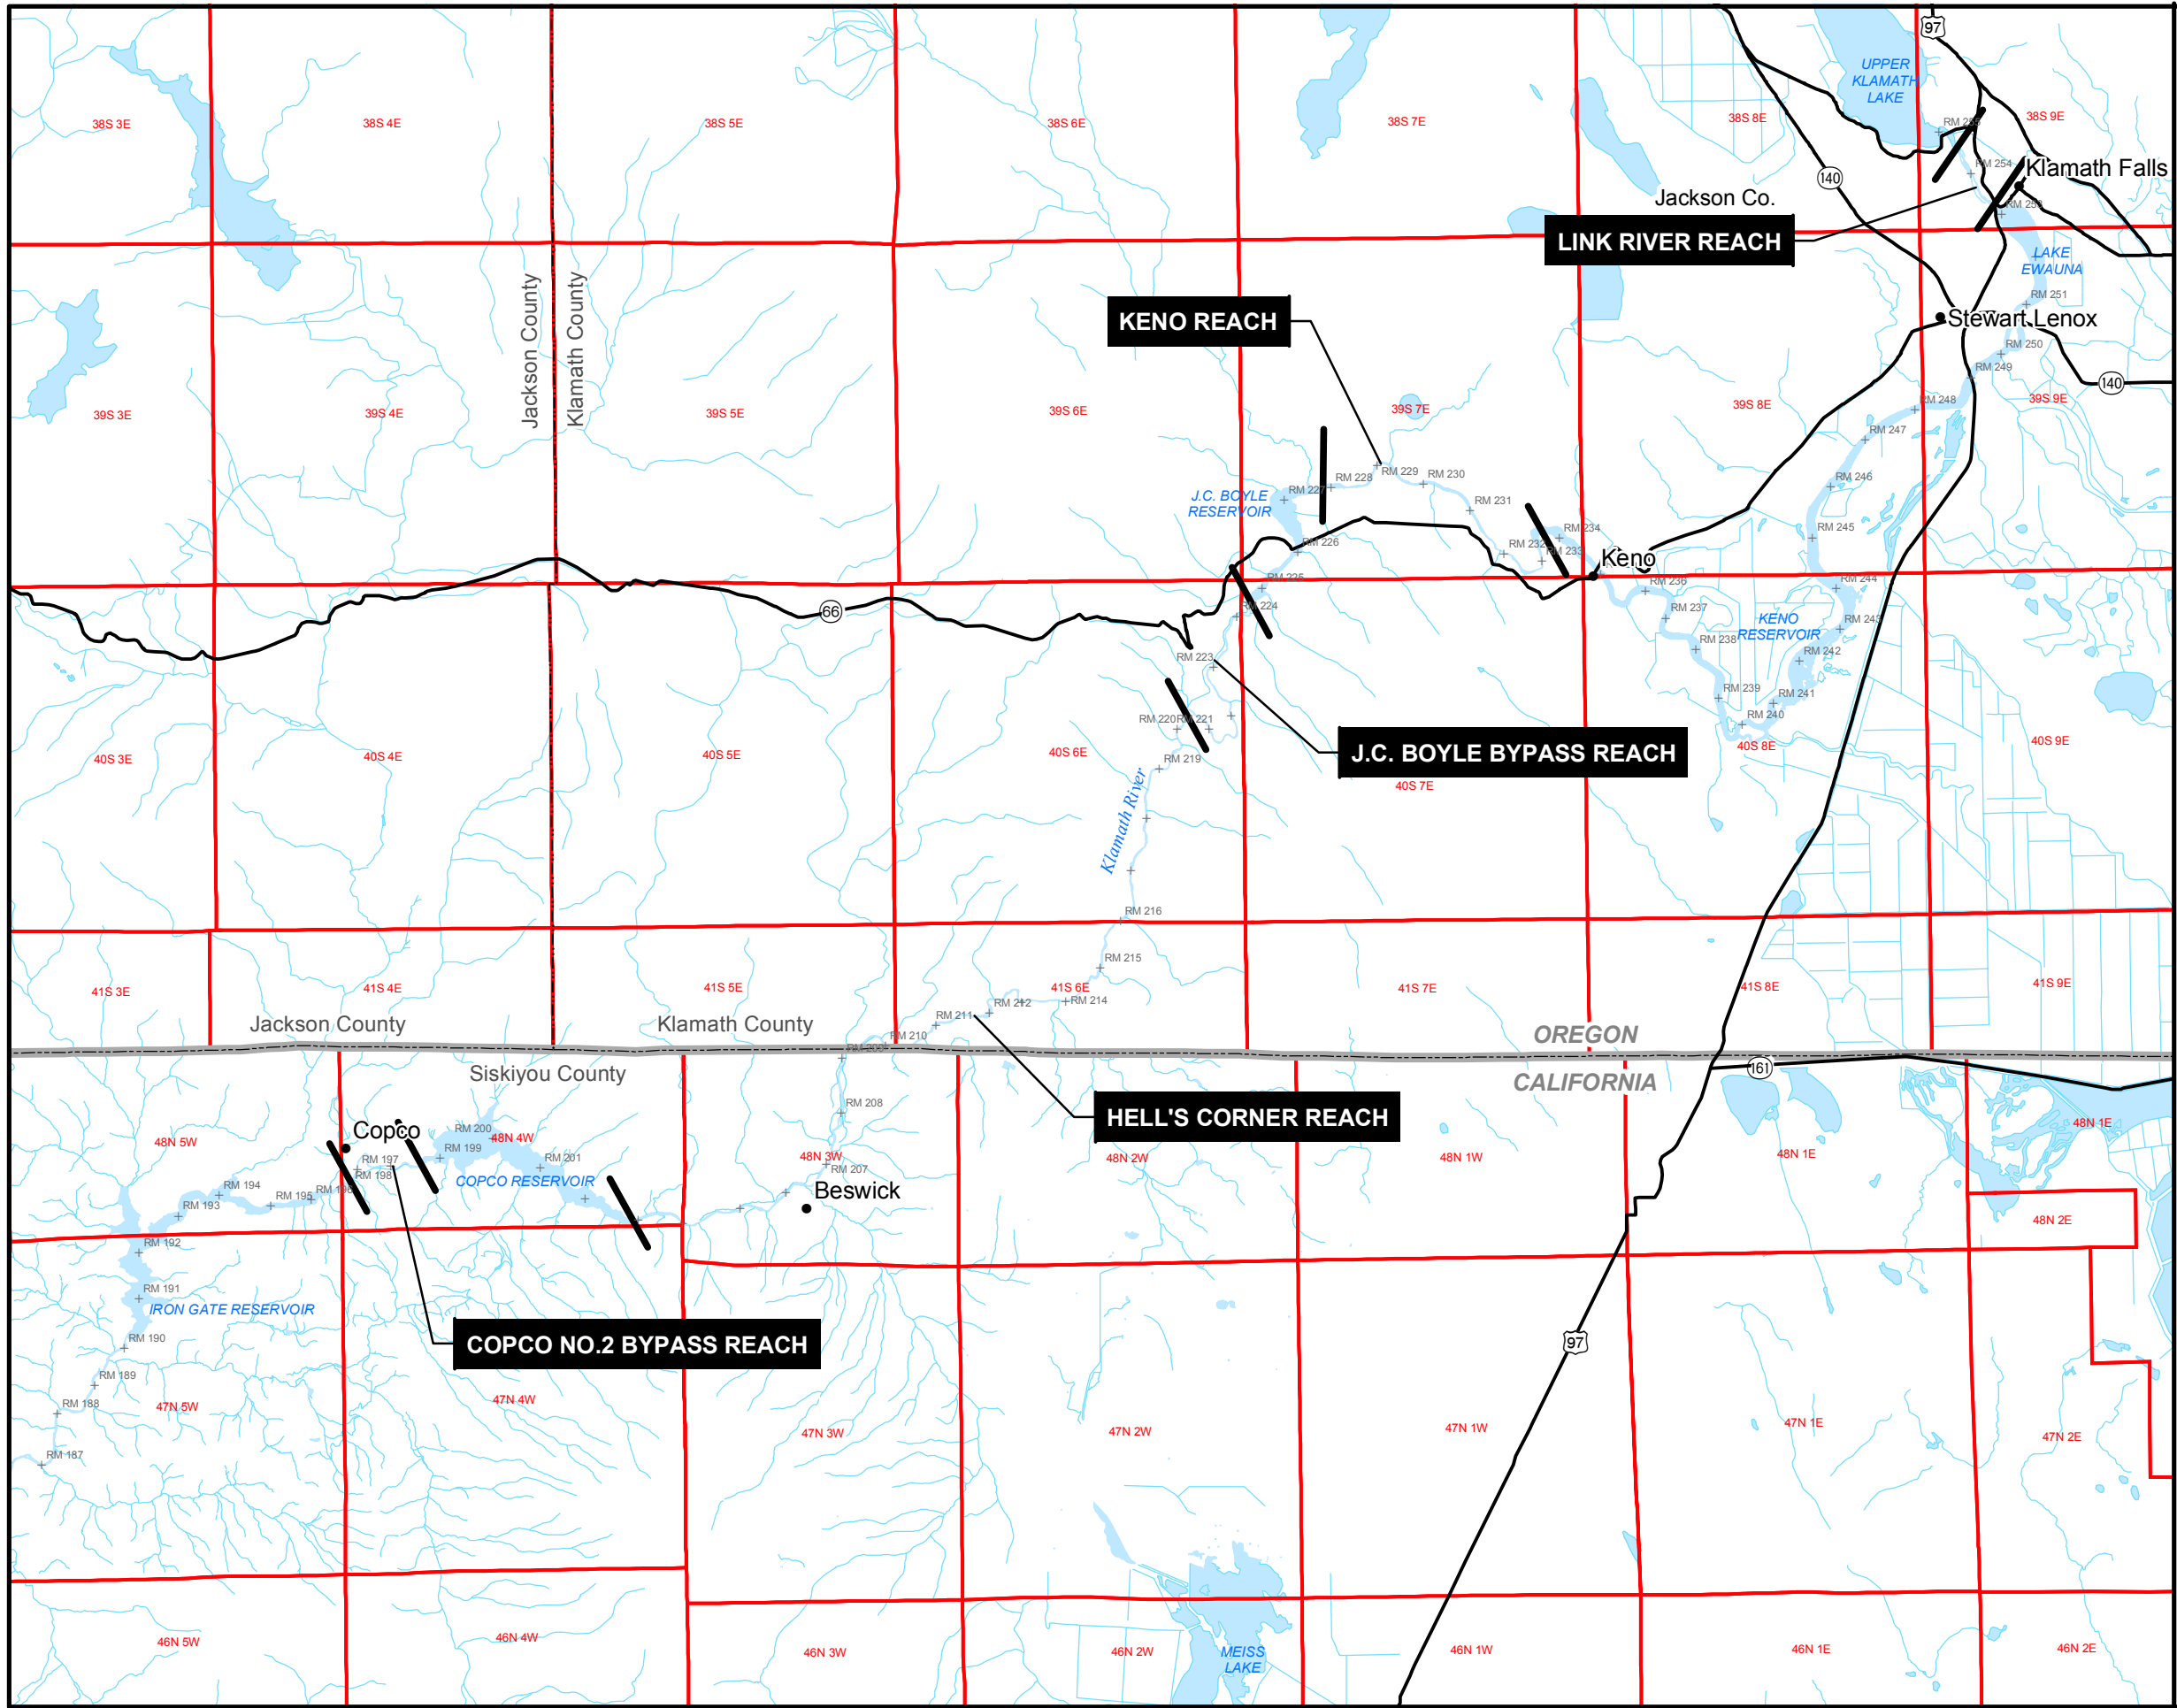 97
UPPER
KLAMATH
LAKE
38S 3E
38S 4E
38S 5E
38S 6E
38S 7E
38S 8E
38S 9E
RM 255
RM 254
Klamath Falls
140
Jackson Co.
RM 253
LINK RIVER REACH
LAKE
EWAUNA
Jackson County
Klamath County
KENO REACH
RM 251
Stewart Lenox
RM 250
RM 249
140
39S 3E
39S 4E
39S 5E
39S 6E
39S 7E
39S 8E
39S 9E
RM 248
RM 247
RM 229
RM 230
RM 228
RM 227
RM 246
J.C. BOYLE
RESERVOIR
RM 231
RM 234
RM 245
RM 226
RM 232
RM 233
Keno
RM 225
RM 236
RM 244
66
RM 224
RM 237
KENO
RESERVOIR
RM 243
RM 238
RM 223
RM 242
RM 239
RM 241
RM 220
RM 221
RM 240
40S 3E
40S 4E
40S 5E
40S 6E
J.C. BOYLE BYPASS REACH
40S 8E
40S 9E
RM 219
40S 7E
Klamath River
RM 216
RM 215
41S 3E
41S 4E
41S 5E
41S 6E
41S 7E
41S 8E
41S 9E
RM 214
RM 212
RM 211
Jackson County
Klamath County
RM 210
OREGON
RM 209
161
Siskiyou County
CALIFORNIA
RM 208
HELL'S CORNER REACH
48N 1E
Copco
RM 200
48N 5W
48N 4W
48N 3W
48N 2W
48N 1W
48N 1E
RM 197
RM 199
RM 198
RM 201
RM 207
COPCO RESERVOIR
Beswick
RM 194
RM 195
RM 196
RM 193
48N 2E
RM 192
RM 191
IRON GATE RESERVOIR
RM 190
COPCO NO.2 BYPASS REACH
97
RM 189
RM 188
47N 5W
47N 4W
47N 3W
47N 2W
47N 1W
47N 1E
47N 2E
RM 187
46N 5W
46N 4W
46N 3W
46N 2W
MEISS
LAKE
46N 1W
46N 1E
46N 2E